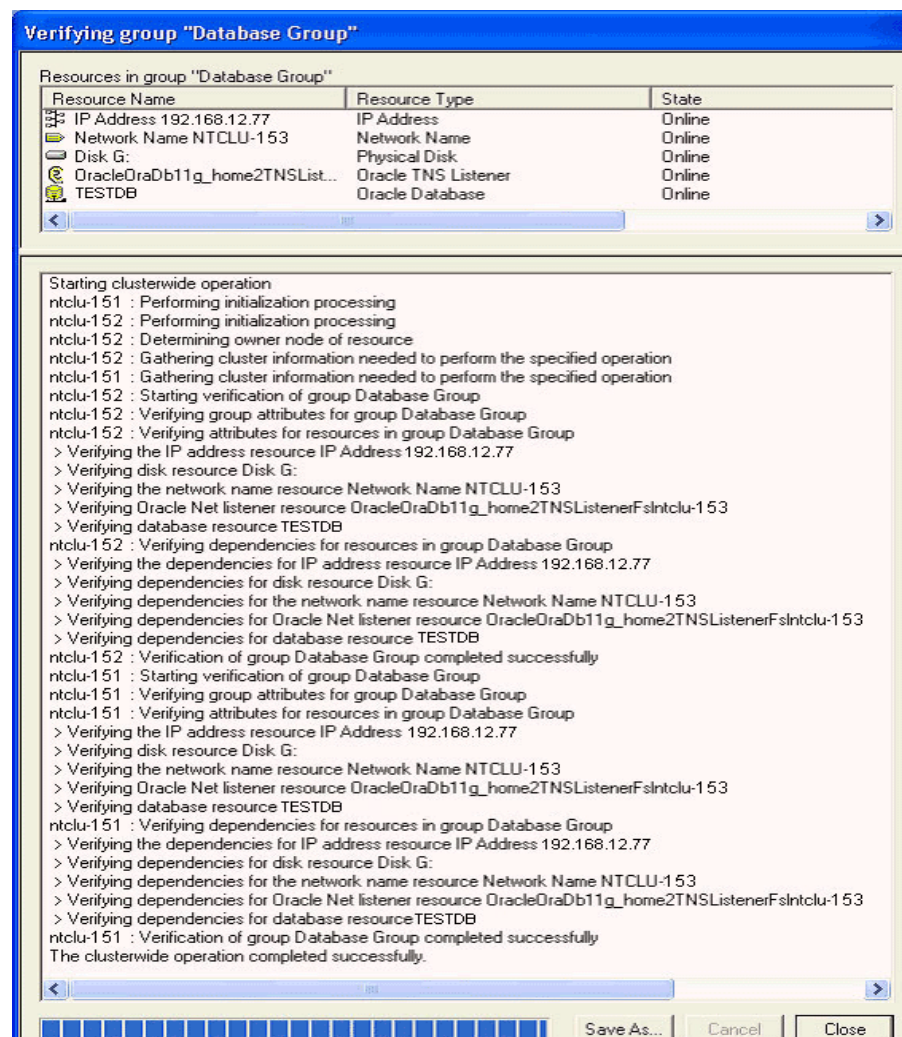 Verifying group "Database Group"
Resources in group "Database Group"
Resource Name Resource Type State
IP Address 192.168.12.77 IP Address Online
Network Name NTCLU-153 Network Name Online
Disk G: Physical Disk Online
OracleOraDb11g_home2TNSList... Oracle TNS Listener Online
TESTDB Oracle Database Online
Starting clusterwide operation
ntclu-151 : Performing initialization processing
ntclu-152 : Performing initialization processing
ntclu-152 : Determining owner node of resource
ntclu-152 : Gathering cluster information needed to perform the specified operation
ntclu-151 : Gathering cluster information needed to perform the specified operation
ntclu-152 : Starting verification of group Database Group
ntclu-152 : Verifying group attributes for group Database Group
ntclu-152 : Verifying attributes for resources in group Database Group
> Verifying the IP address resource IP Address 192.168.12.77
> Verifying disk resource Disk G:
> Verifying the network name resource Network Name NTCLU-153
> Verifying Oracle Net listener resource OracleOraDb11g_home2TNSListenerFslntclu-153
> Verifying database resource TESTDB
ntclu-152 : Verifying dependencies for resources in group Database Group
> Verifying the dependencies for IP address resource IP Address 192.168.12.77
> Verifying dependencies for disk resource Disk G:
> Verifying dependencies for the network name resource Network Name NTCLU-153
> Verifying dependencies for Oracle Net listener resource OracleOraDb11g_home2TNSListenerFslntclu-153
> Verifying dependencies for database resource TESTDB
ntclu-152 : Verification of group Database Group completed successfully
ntclu-151 : Starting verification of group Database Group
ntclu-151 : Verifying group attributes for group Database Group
ntclu-151 : Verifying attributes for resources in group Database Group
> Verifying the IP address resource IP Address 192.168.12.77
> Verifying disk resource Disk G:
> Verifying the network name resource Network Name NTCLU-153
> Verifying Oracle Net listener resource OracleOraDb11g_home2TNSListenerFslntclu-153
> Verifying database resource TESTDB
ntclu-151 : Verifying dependencies for resources in group Database Group
> Verifying the dependencies for IP address resource IP Address 192.168.12.77
> Verifying dependencies for disk resource Disk G:
> Verifying dependencies for the network name resource Network Name NTCLU-153
> Verifying dependencies for Oracle Net listener resource OracleOraDb11g_home2TNSListenerFslntclu-153
> Verifying dependencies for database resourceTESTDB
ntclu-151 : Verification of group Database Group completed successfully
The clusterwide operation completed successfully.
Save As... Cancel Close